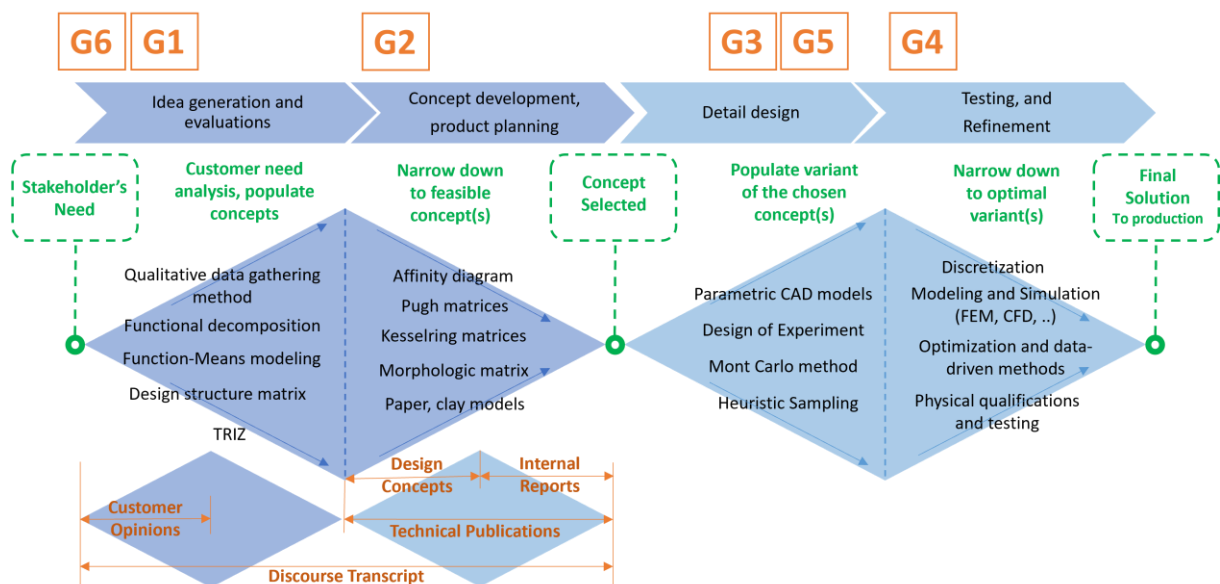 G6 G1 G2 G3 G5 G4
Idea generation and
evaluations
Concept development,
product planning
Detail design
Testing, and
Refinement
Stakeholder's
Need
Customer need
analysis, populate
concepts
Narrow down
to feasible
concept(s)
Concept
Selected
Populate variant
of the chosen
concept(s)
Narrow down
to optimal
variant(s)
Final
Solution
To production
Qualitative data gathering
method
Functional decomposition
Function-Means modeling
Design structure matrix
TRIZ
Affinity diagram
Pugh matrices
Kesselring matrices
Morphologic matrix
Paper, clay models
Parametric CAD models
Design of Experiment
Mont Carlo method
Heuristic Sampling
Discretization
Modeling and Simulation
(FEM, CFD, ..)
Optimization and data-
driven methods
Physical qualifications
and testing
Customer
Opinions
Design
Concepts
Internal
Reports
Technical Publications
Discourse Transcript